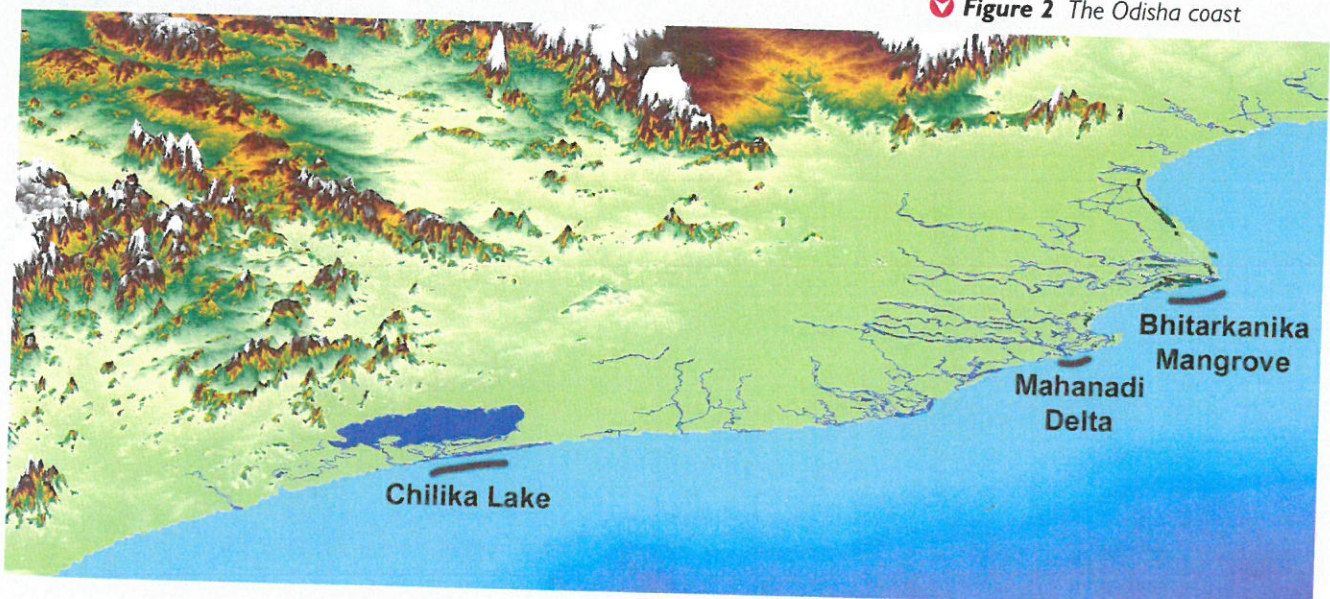 Figure 2 The Odisha coast
Bhitarkanika
Mangrove
Mahanadi
Delta
Chilika Lake